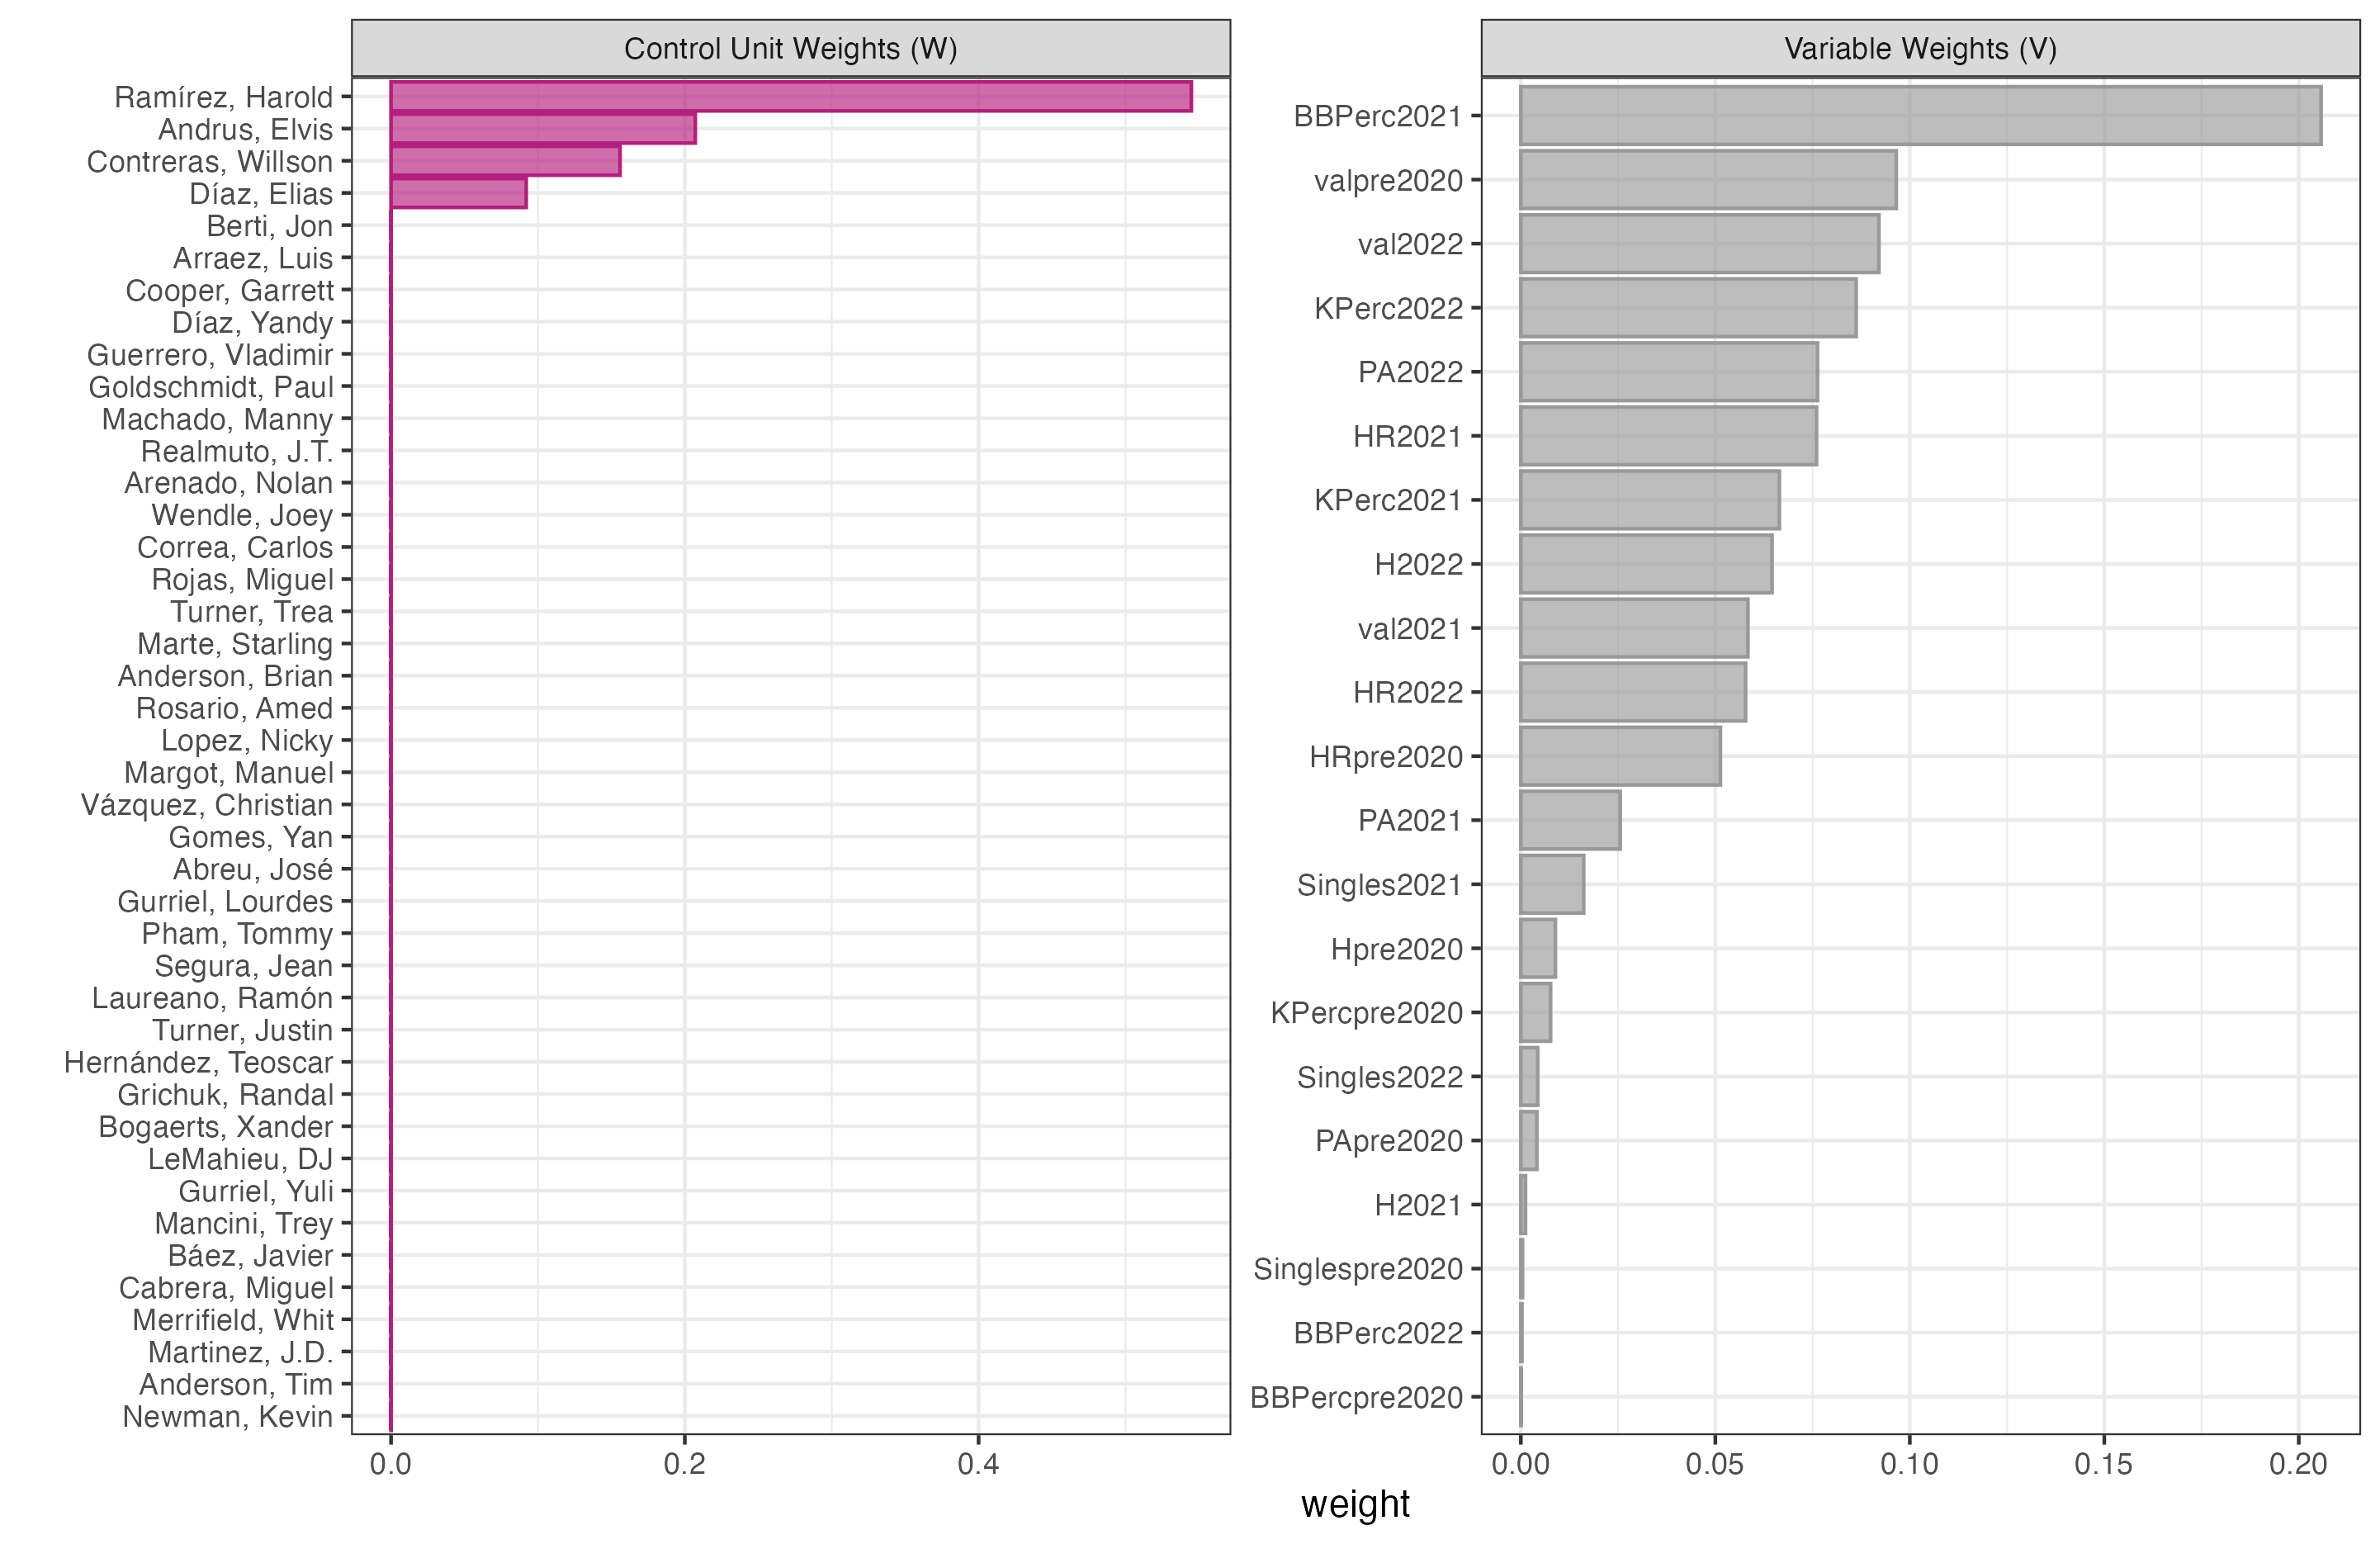 Control Unit Weights (W)
Ramírez, Harold
Andrus, Elvis
Contreras, Willson
Díaz, Elias
Berti, Jon
Arraez, Luis
Cooper, Garrett
Díaz, Yandy
Guerrero, Vladimir
Goldschmidt, Paul
Machado, Manny
Realmuto, J.T.
Arenado, Nolan
Wendle, Joey
Correa, Carlos
Rojas, Miguel
Turner, Trea
Marte, Starling
Anderson, Brian
Rosario, Amed
Lopez, Nicky
Margot, Manuel
Vázquez, Christian
Gomes, Yan
Abreu, José
Gurriel, Lourdes
Pham, Tommy
Segura, Jean
Laureano, Ramón
Turner, Justin
Hernández, Teoscar
Grichuk, Randal
Bogaerts, Xander
LeMahieu, DJ
Gurriel, Yuli
Mancini, Trey
Báez, Javier
Cabrera, Miguel
Merrifield, Whit
Martinez, J.D.
Anderson, Tim
Newman, Kevin
0.0 0.2 0.4
Variable Weights (V)
BBPerc2021
valpre2020
val2022
KPerc2022
PA2022
HR2021
KPerc2021
H2022
val2021
HR2022
HRpre2020
PA2021
Singles2021
Hpre2020
KPercpre2020
Singles2022
PApre2020
H2021
Singlespre2020
BBPerc2022
BBPercpre2020
0.00 0.05 0.10 0.15 0.20
weight